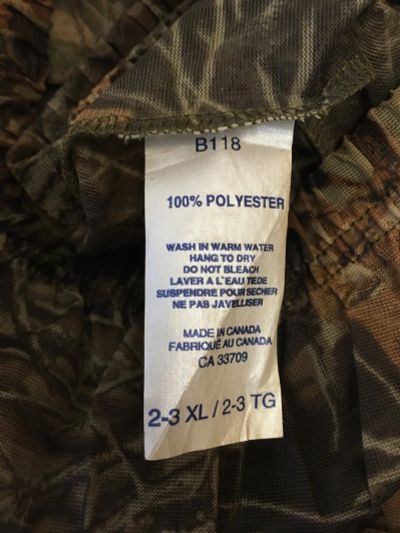 B118
100% POLYESTER
WASH IN WARM WATER
HANG TO DRY
DO NOT BLEACH
LAVER A L'EAU TIEDE
SUSPENDRE POUR SECHER
NE PAS JAVELLISER
MADE IN CANADA
FABRIQUÉ AU CANADA
CA 33709
2-3 XL / 2-3 TG